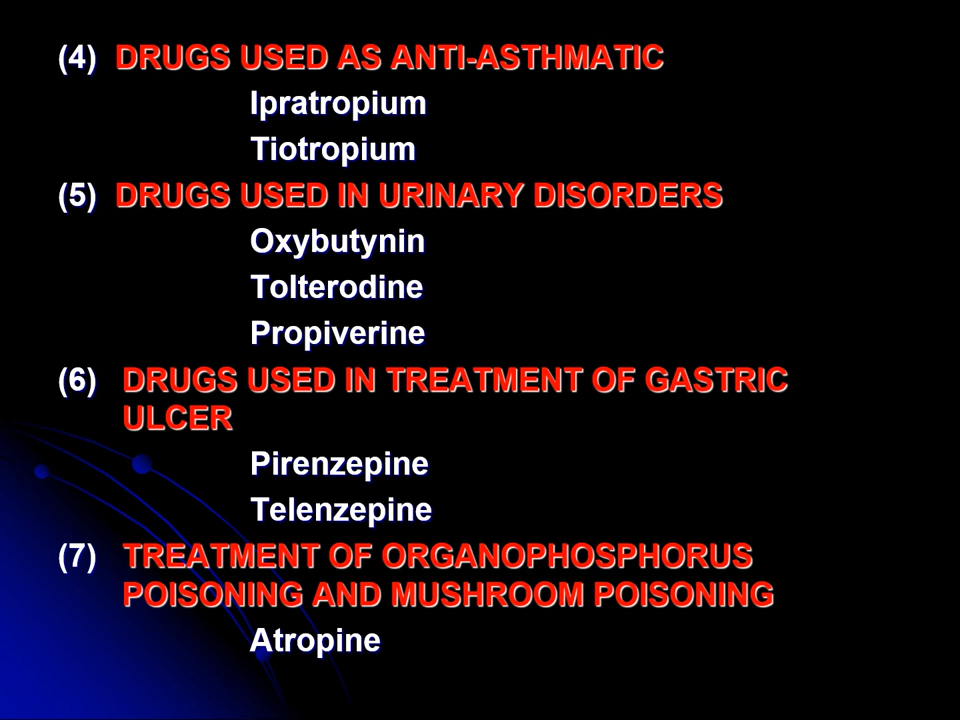 (4) DRUGS USED AS ANTI-ASTHMATIC
Ipratropium
Tiotropium
(5) DRUGS USED IN URINARY DISORDERS
Oxybutynin
Tolterodine
Propiverine
(6) DRUGS USED IN TREATMENT OF GASTRIC
ULCER
Pirenzepine
Telenzepine
(7) TREATMENT OF ORGANOPHOSPHORUS
POISONING AND MUSHROOM POISONING
Atropine